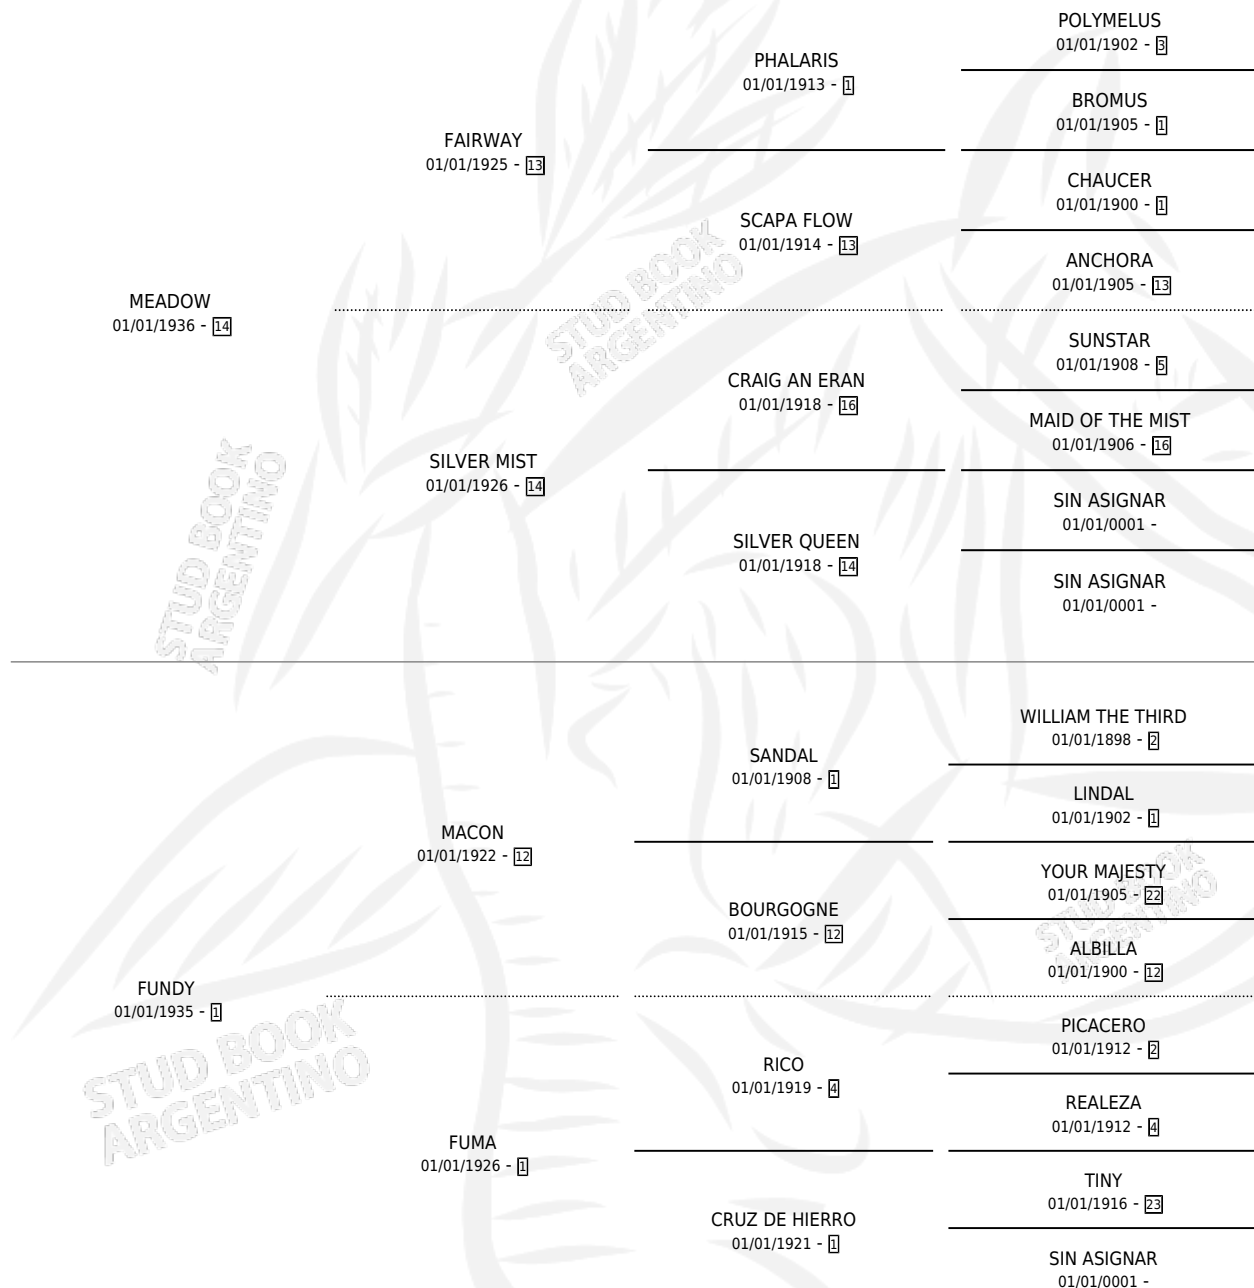 POLYMELUS
01/01/1902 - 3
PHALARIS
01/01/1913 - 1
BROMUS
01/01/1905 - 1
FAIRWAY
01/01/1925 - 13
CHAUCER
01/01/1900 - 1
SCAPA FLOW
01/01/1914 - 13
ANCHORA
01/01/1905 - 13
MEADOW
01/01/1936 - 14
SUNSTAR
01/01/1908 - 5
CRAIG AN ERAN
01/01/1918 - 16
MAID OF THE MIST
01/01/1906 - 16
SILVER MIST
01/01/1926 - 14
SIN ASIGNAR
01/01/0001 -
SILVER QUEEN
01/01/1918 - 14
SIN ASIGNAR
01/01/0001 -
WILLIAM THE THIRD
01/01/1898 - 2
SANDAL
01/01/1908 - 1
LINDAL
01/01/1902 - 1
MACON
01/01/1922 - 12
YOUR MAJESTY
01/01/1905 - 22
BOURGOGNE
01/01/1915 - 12
ALBILLA
01/01/1900 - 12
FUNDY
01/01/1935 - 1
PICACERO
01/01/1912 - 2
RICO
01/01/1919 - 4
REALEZA
01/01/1912 - 4
FUMA
01/01/1926 - 1
TINY
01/01/1916 - 23
CRUZ DE HIERRO
01/01/1921 - 1
SIN ASIGNAR
01/01/0001 -
STUD BOOK
ARGENTINO
STUD BOOK
ARGENTINO
STUD BOOK
ARGENTINO
STUD BOOK
ARGENTINO